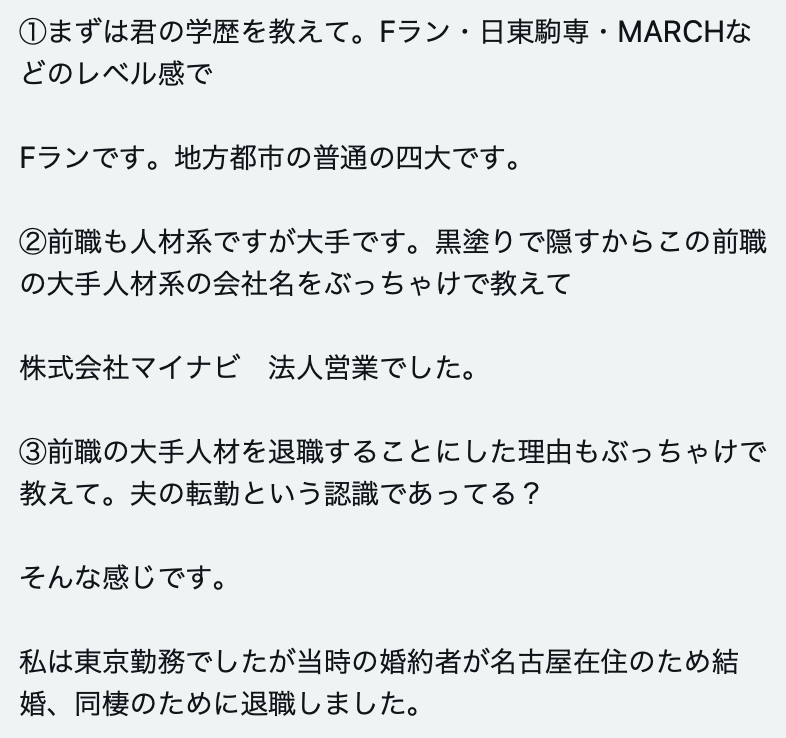 ①まずは君の学歴を教えて。Fラン・日東駒専・MARCHな
どのレベル感で
Fランです。地方都市の普通の四大です。
②前職も人材系ですが大手です。黒塗りで隠すからこの前職
の大手人材系の会社名をぶっちゃけで教えて
株式会社マイナビ　法人営業でした。
③前職の大手人材を退職することにした理由もぶっちゃけで
教えて。夫の転勤という認識であってる？
そんな感じです。
私は東京勤務でしたが当時の婚約者が名古屋在住のため結
婚、同棲のために退職しました。